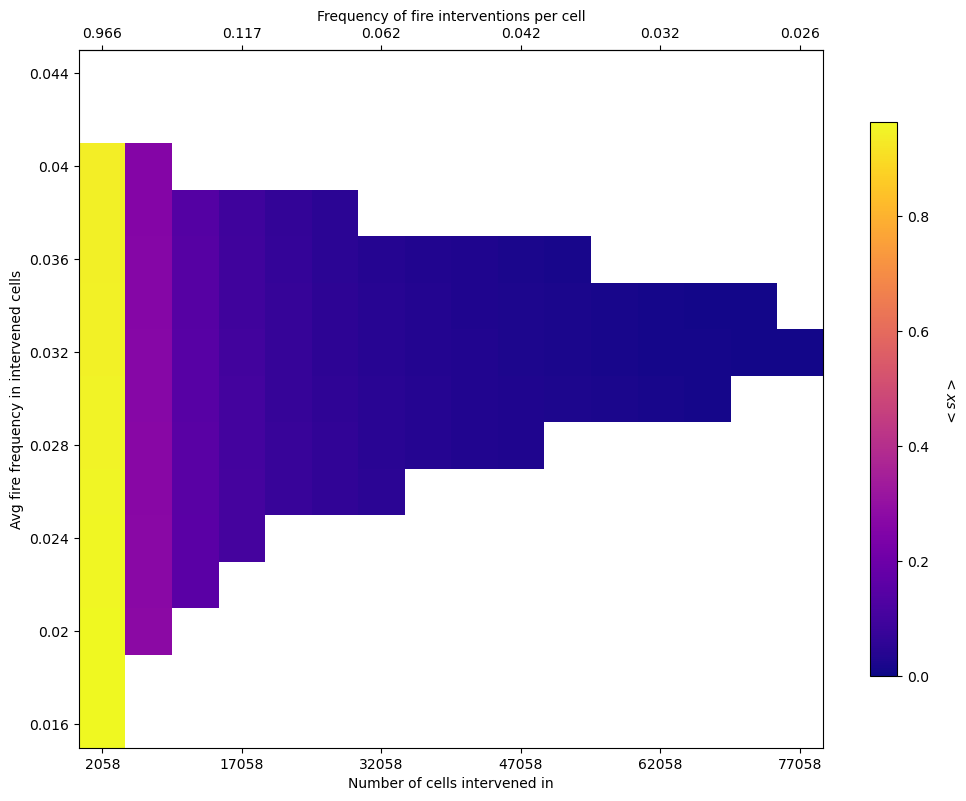 Frequency of fire interventions per cell
0.966 0.117 0.062 0.042 0.032 0.026
0.044
0.04
0.036
0.032
0.028
0.024
0.02
0.016
Avg fire frequency in intervened cells
2058 17058 32058 47058 62058 77058
Number of cells intervened in
0.8
0.6
0.4
0.2
0.0
< xs >